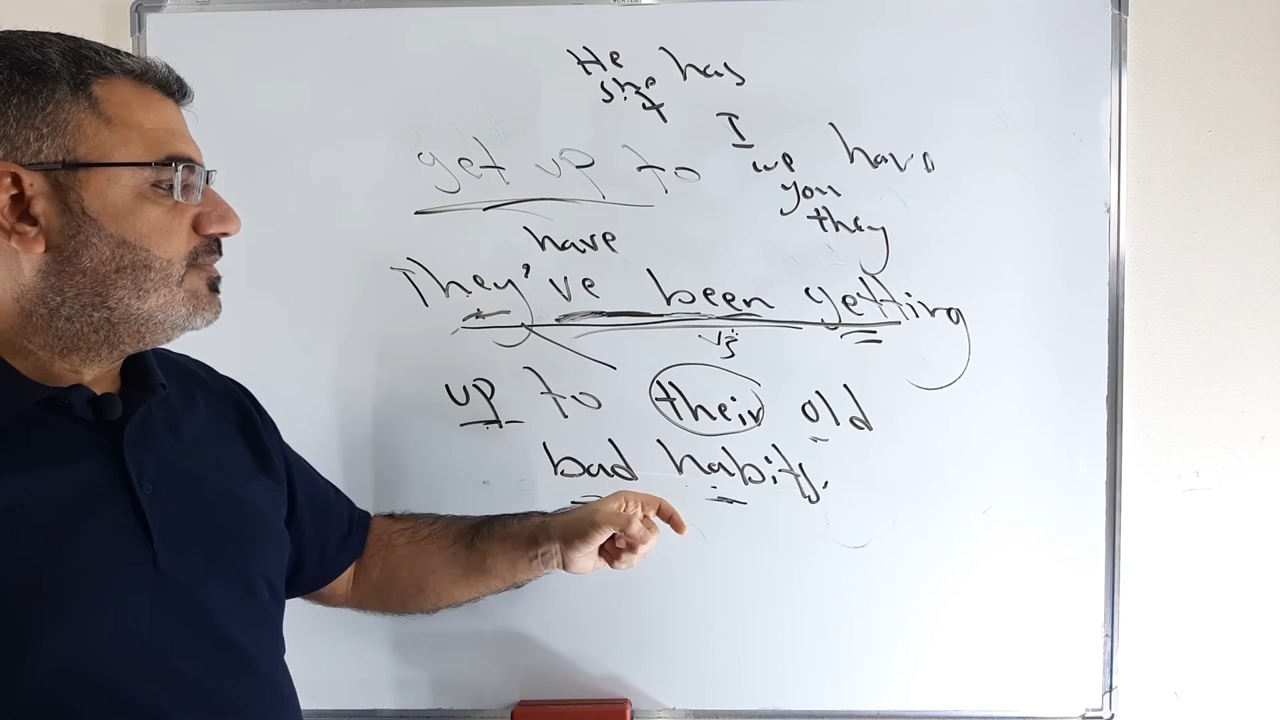 He
she has
I
we have
you
they
get up to
have
They've been getting
up to their old
bad habits.